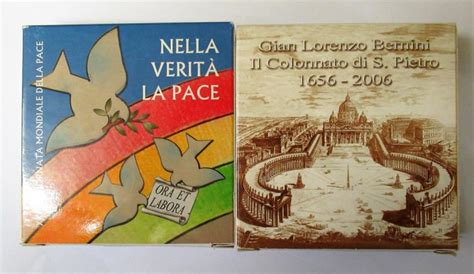 NATA MONDIALE DELLA PACE
NELLA
VERITÀ
LA PACE
ORA ET
LABORA
Gian Lorenzo Bernini
Il Colonnato di S. Pietro
1656 - 2006